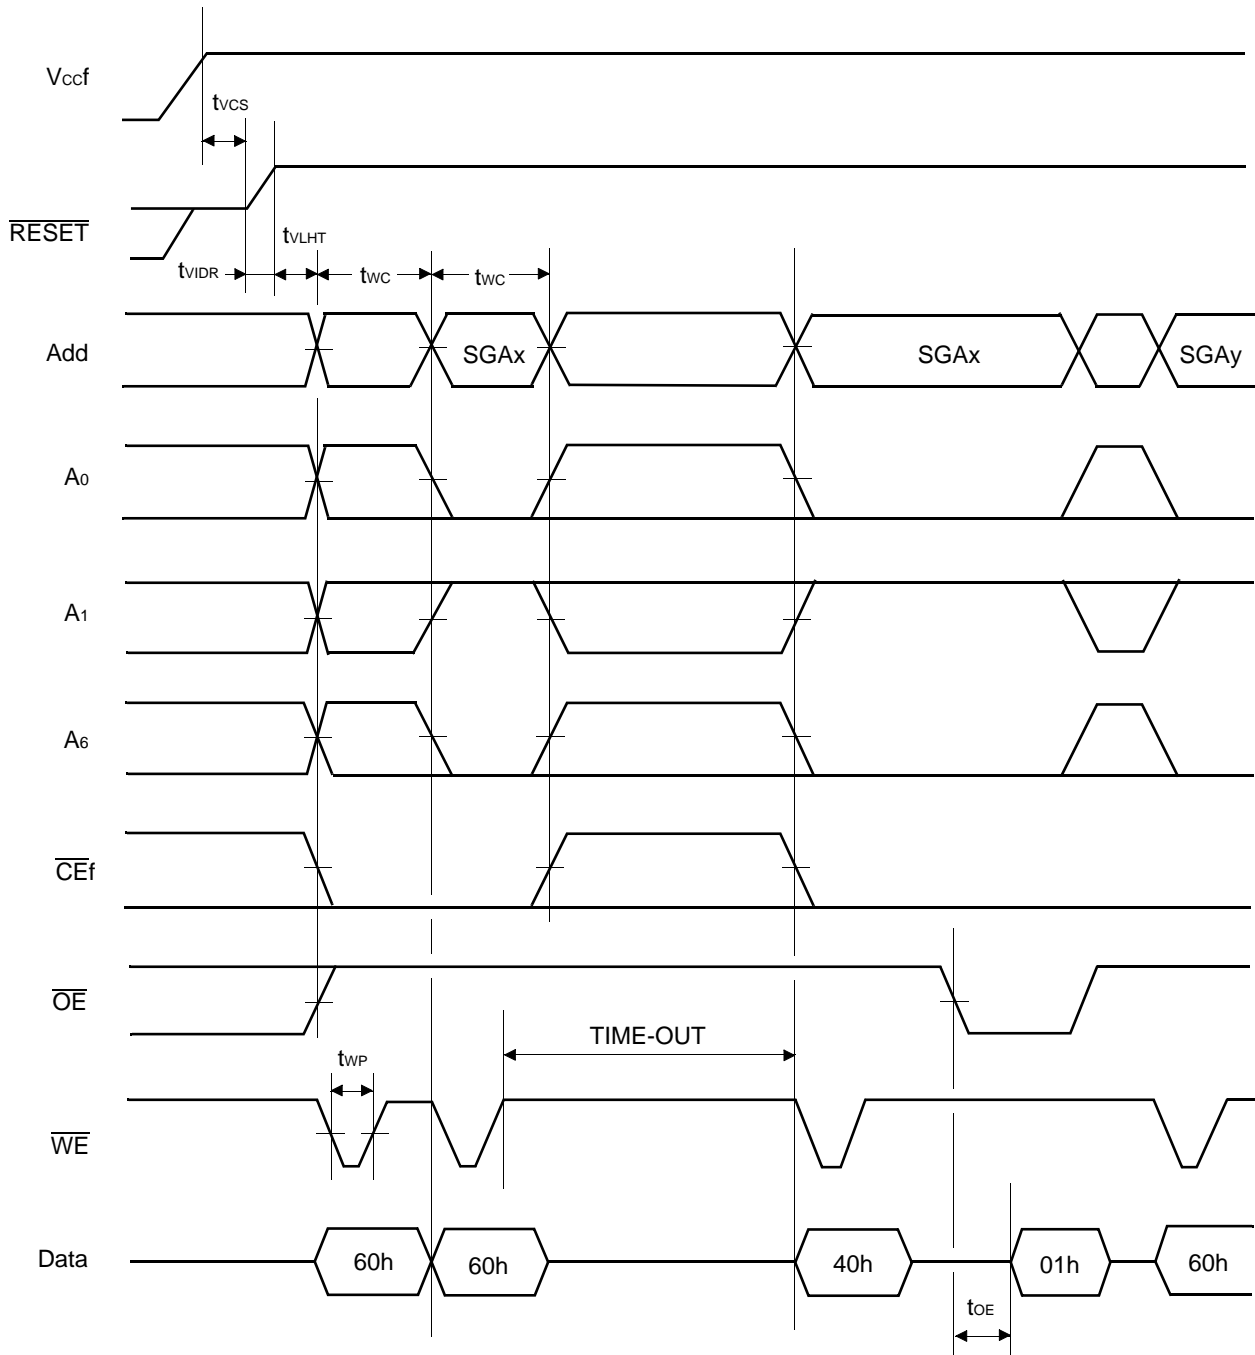 VCCf
tVCS
RESET
tVLHT
tVIDR
tWC
tWC
Add
SGAx
SGAx
SGAy
A0
A1
A6
CEf
OE
TIME-OUT
tWP
WE
Data
60h
60h
40h
01h
60h
tOE